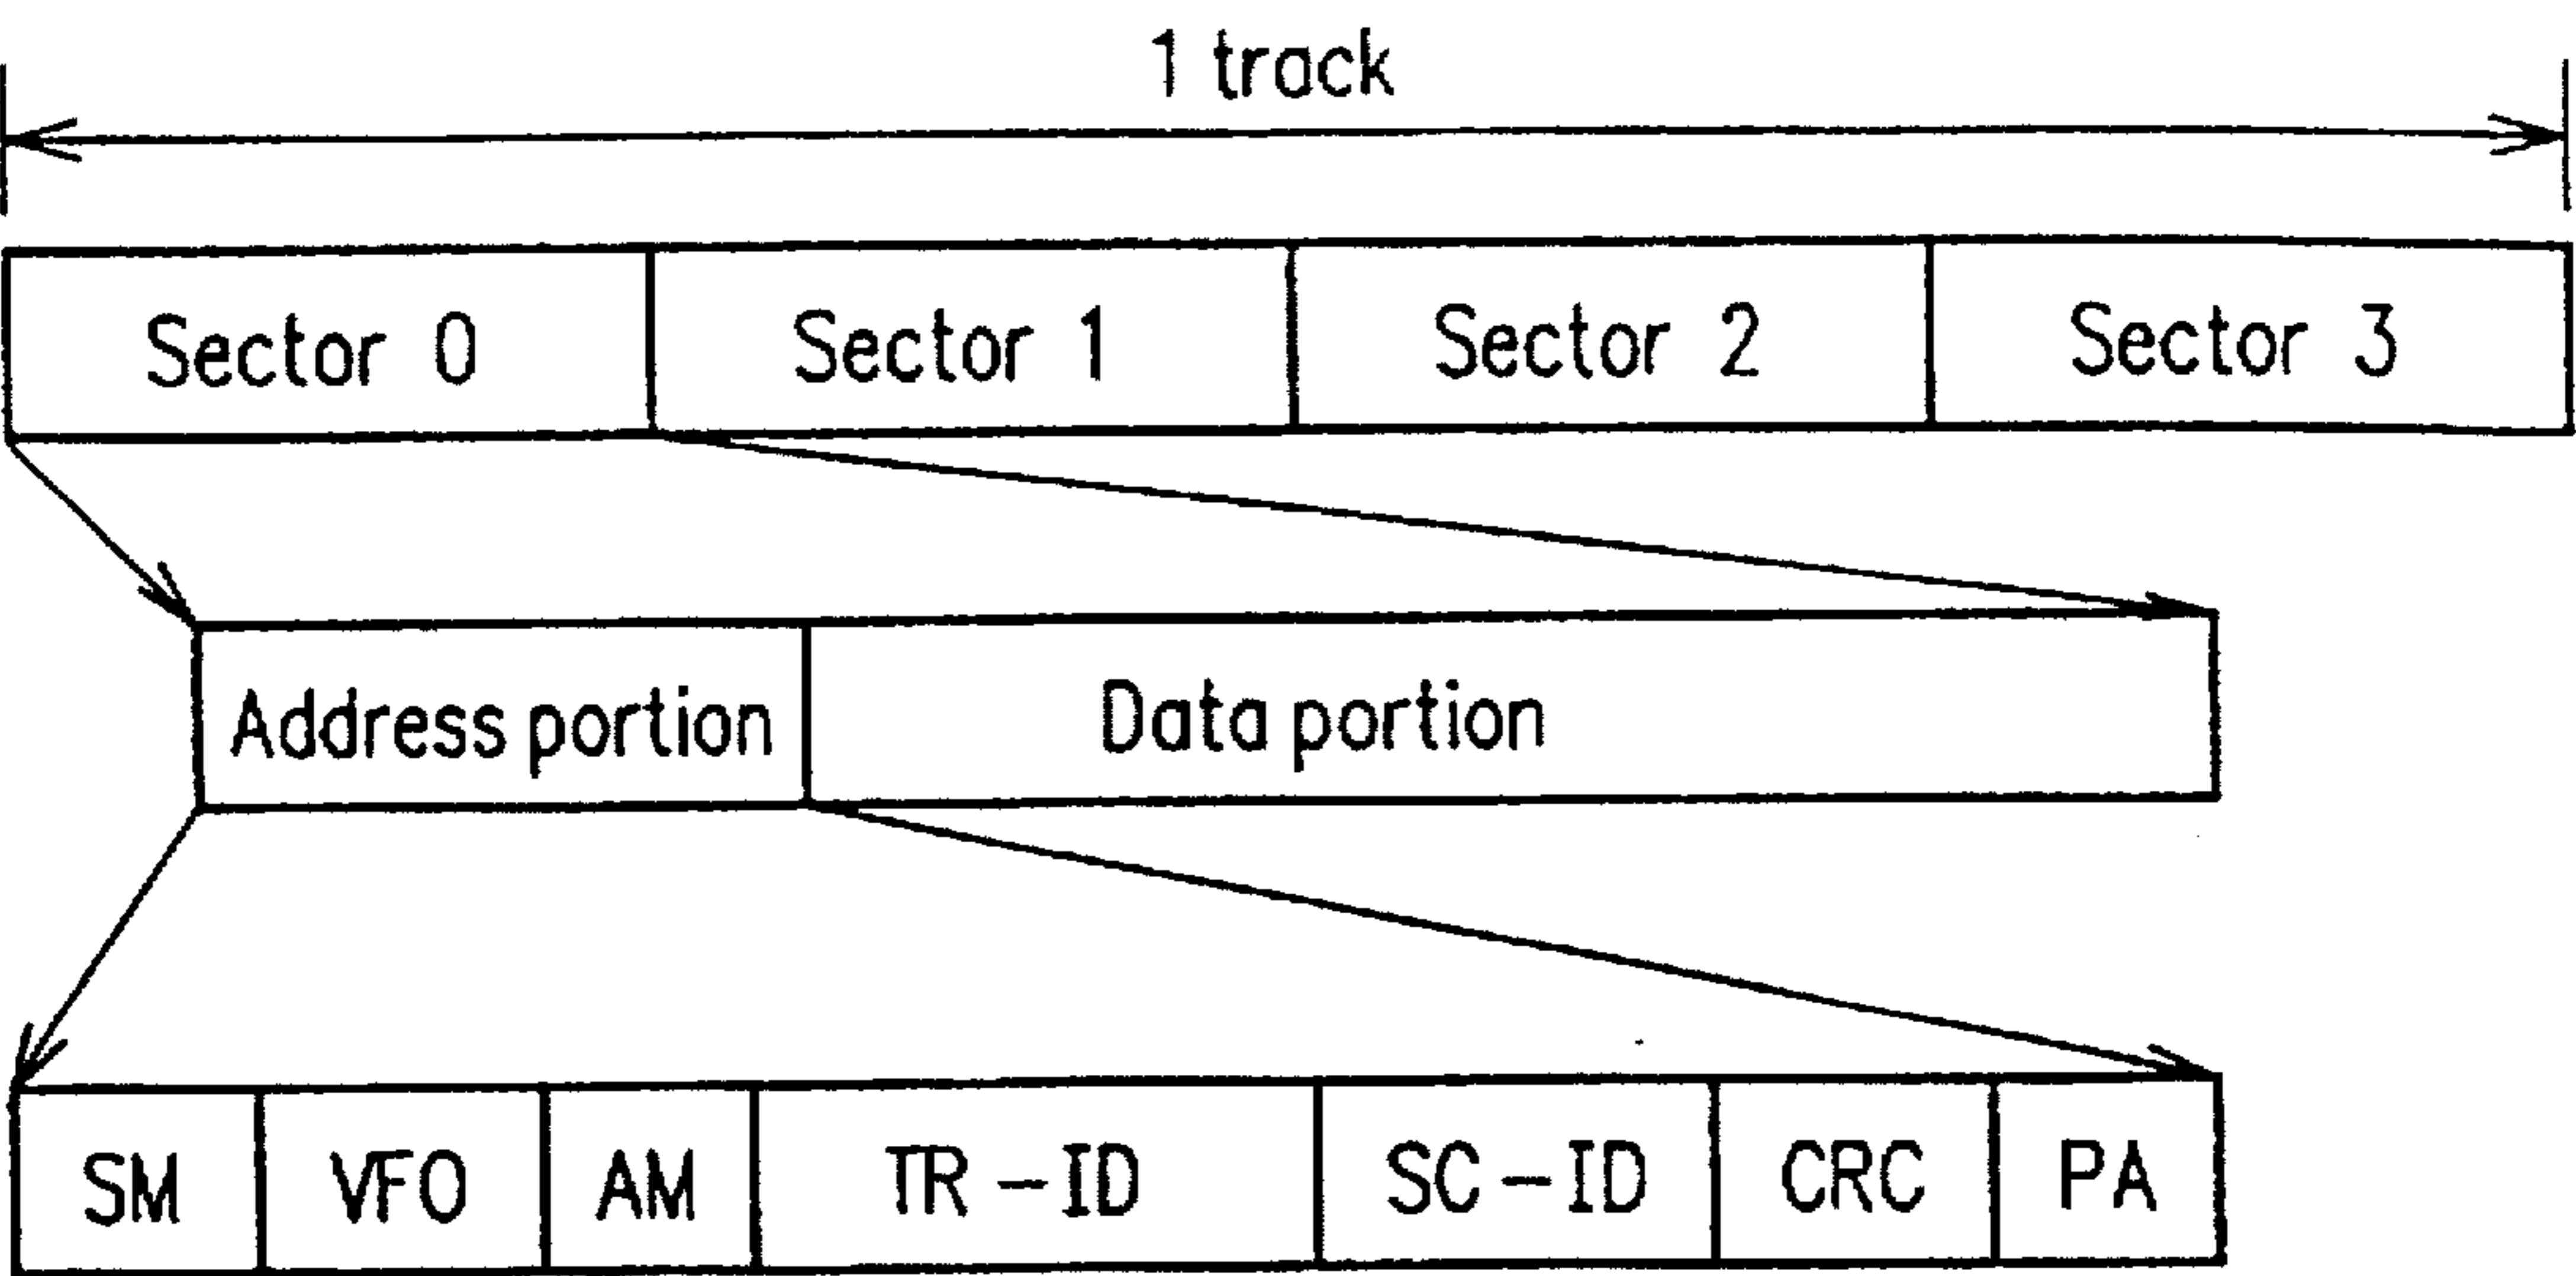 1 track
Sector 0 Sector 1 Sector 2 Sector 3
Address portion Data portion
SM VFO AM TR-ID SC-ID CRC PA